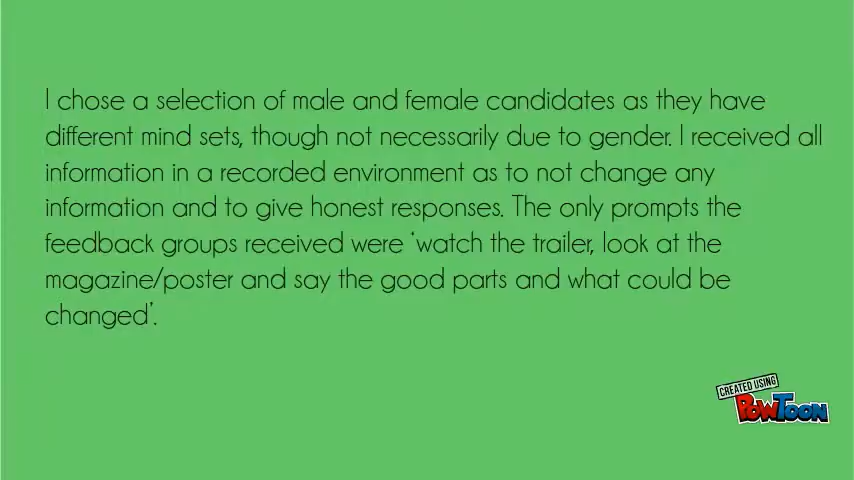 I chose a selection of male and female candidates as they have
different mind sets, though not necessarily due to gender. I received all
information in a recorded environment as to not change any
information and to give honest responses. The only prompts the
feedback groups received were ‘watch the trailer, look at the
magazine/poster and say the good parts and what could be
changed’.
CREATED USING
POWTOON